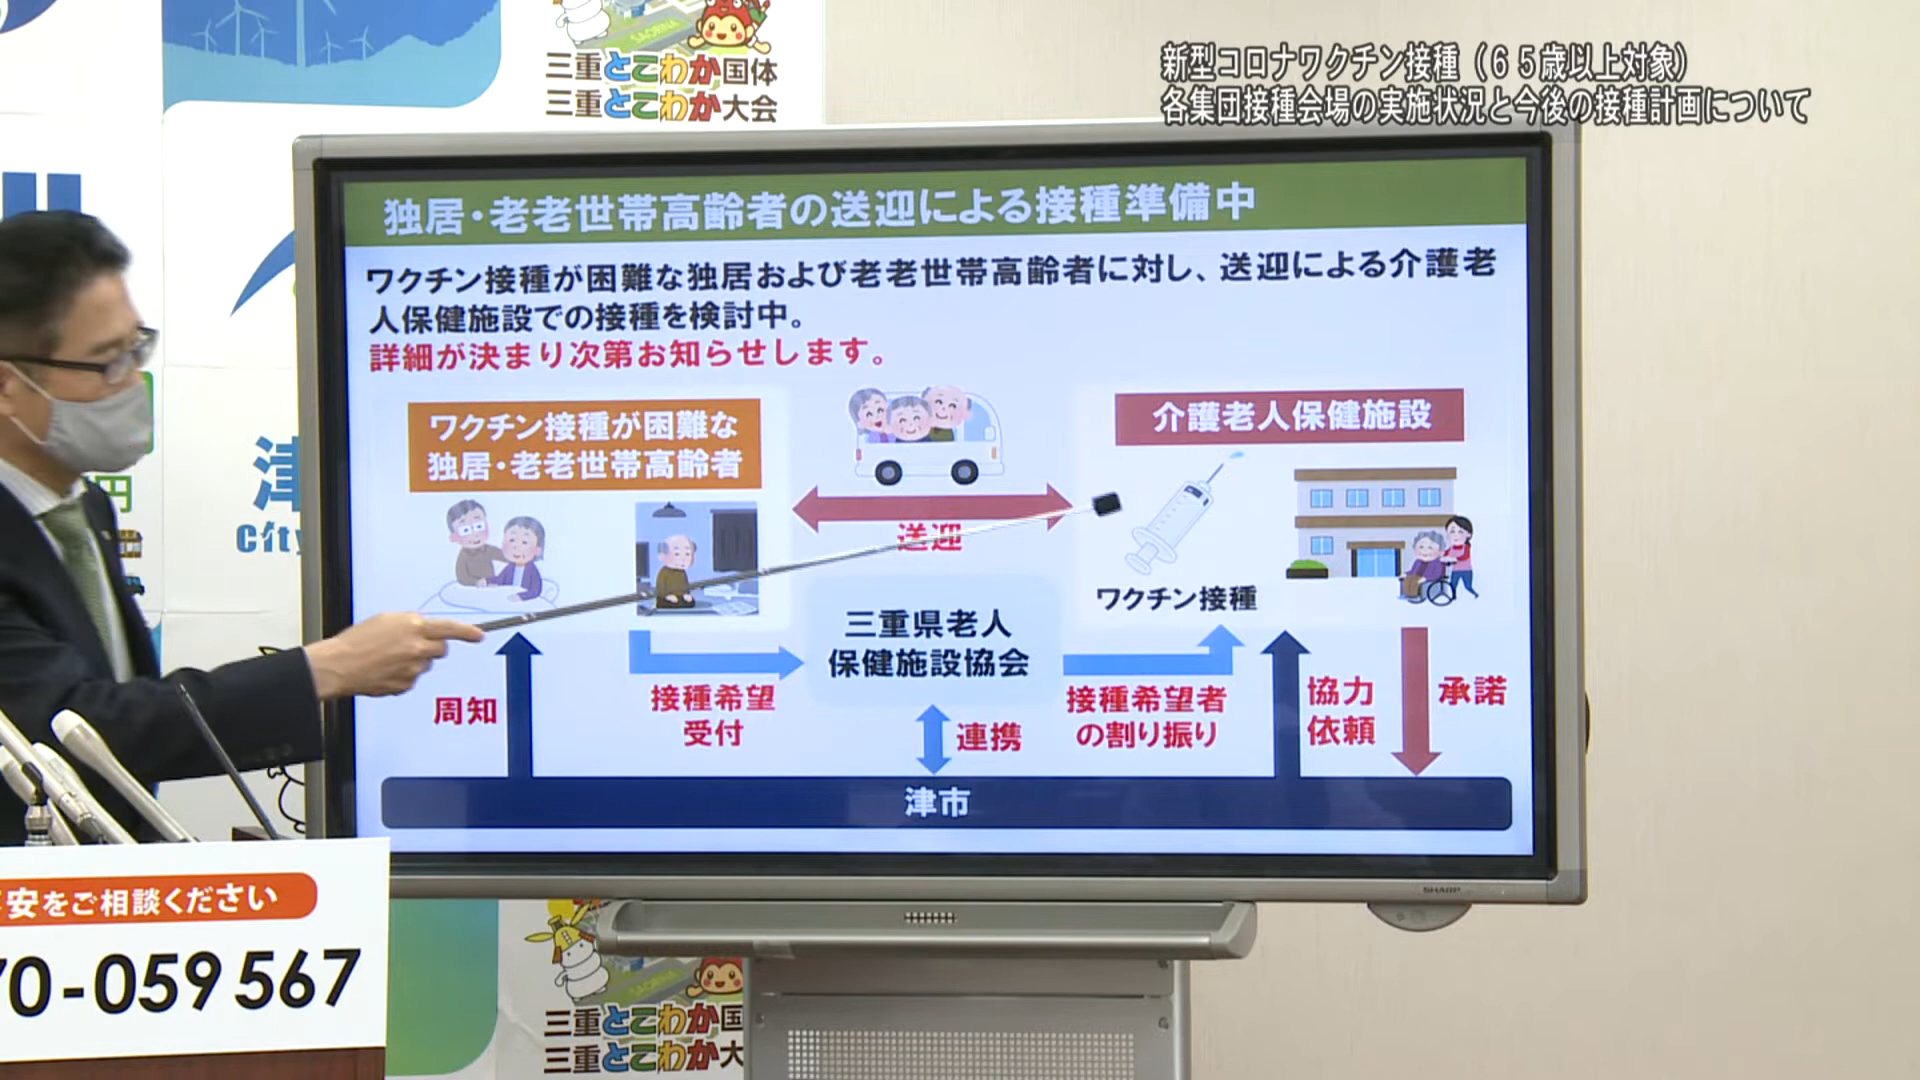 三重とこわか国体
三重とこわか大会
新型コロナワクチン接種（６５歳以上対象）
各集団接種会場の実施状況と今後の接種計画について
独居・老老世帯高齢者の送迎による接種準備中
ワクチン接種が困難な独居および老老世帯高齢者に対し、送迎による介護老
人保健施設での接種を検討中。
詳細が決まり次第お知らせします。
ワクチン接種が困難な
独居・老老世帯高齢者
介護老人保健施設
送迎
ワクチン接種
三重県老人
保健施設協会
周知
接種希望
受付
連携
接種希望者
の割り振り
協力
依頼
承諾
津市
SHARP
円
津
City
安をご相談ください
0-059 567
三重とこわか国
三重とこわか大